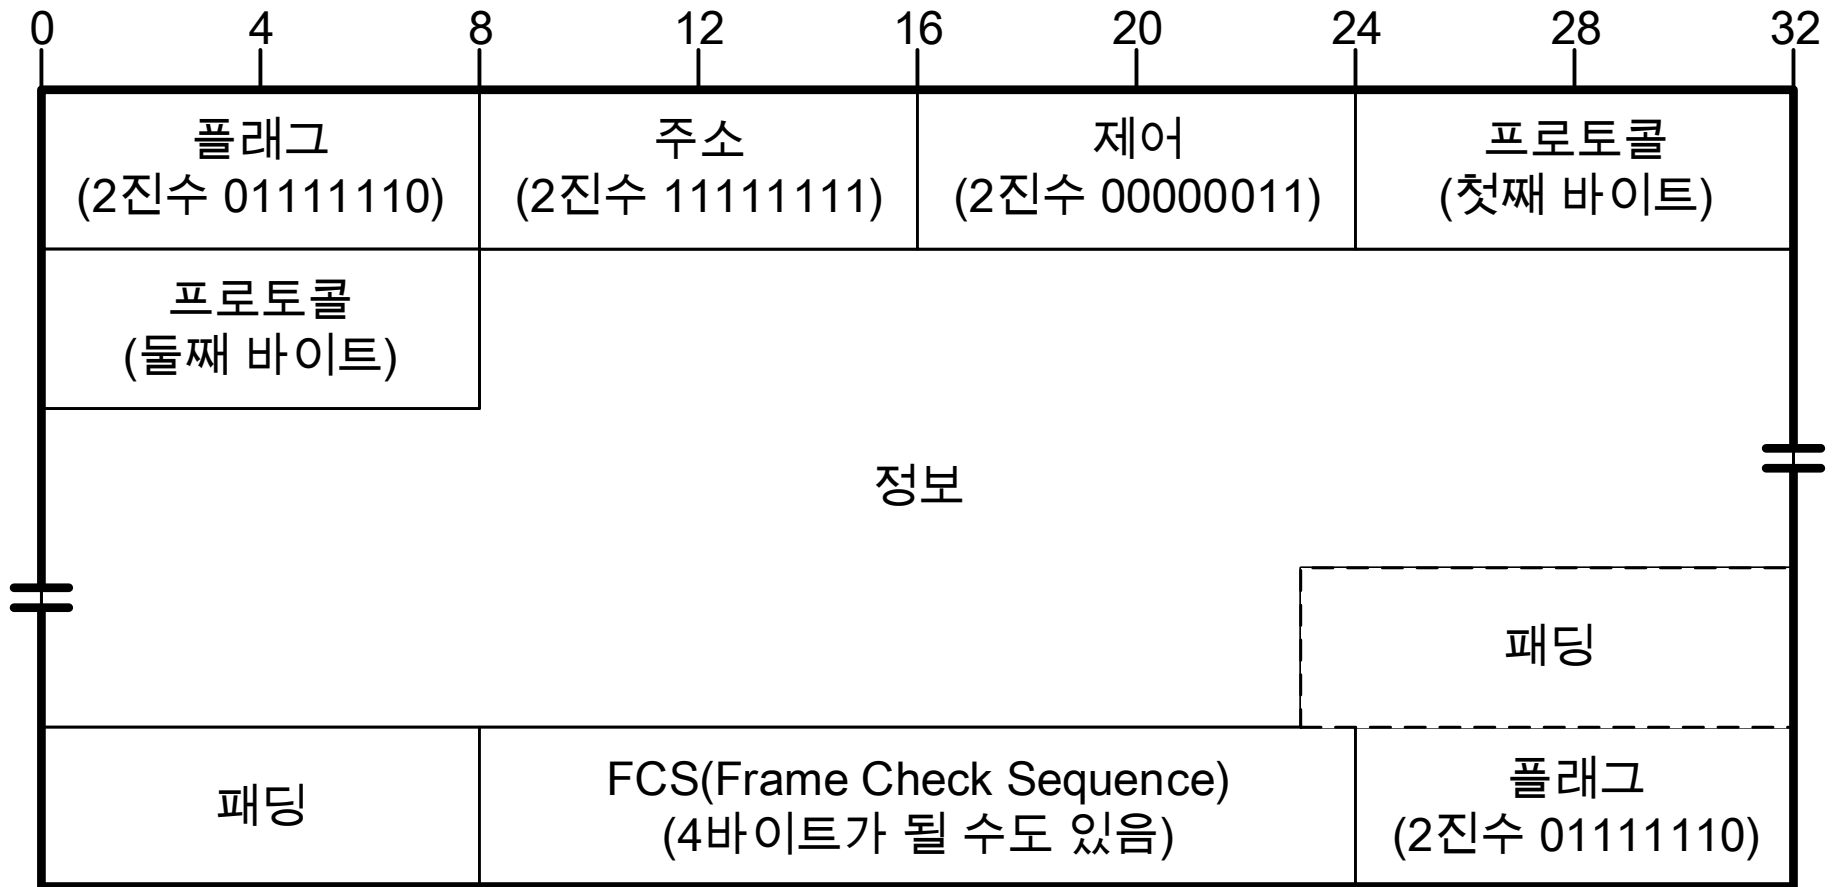 0 4 8 12 16 20 24 28 32
플래그 주소 제어 프로토콜
(2진수 01111110) (2진수 11111111) (2진수 00000011) (첫째 바이트)
프로토콜
(둘째 바이트)
정보
패딩
패딩
FCS(Frame Check Sequence)
(4바이트가 될 수도 있음)
플래그
(2진수 01111110)